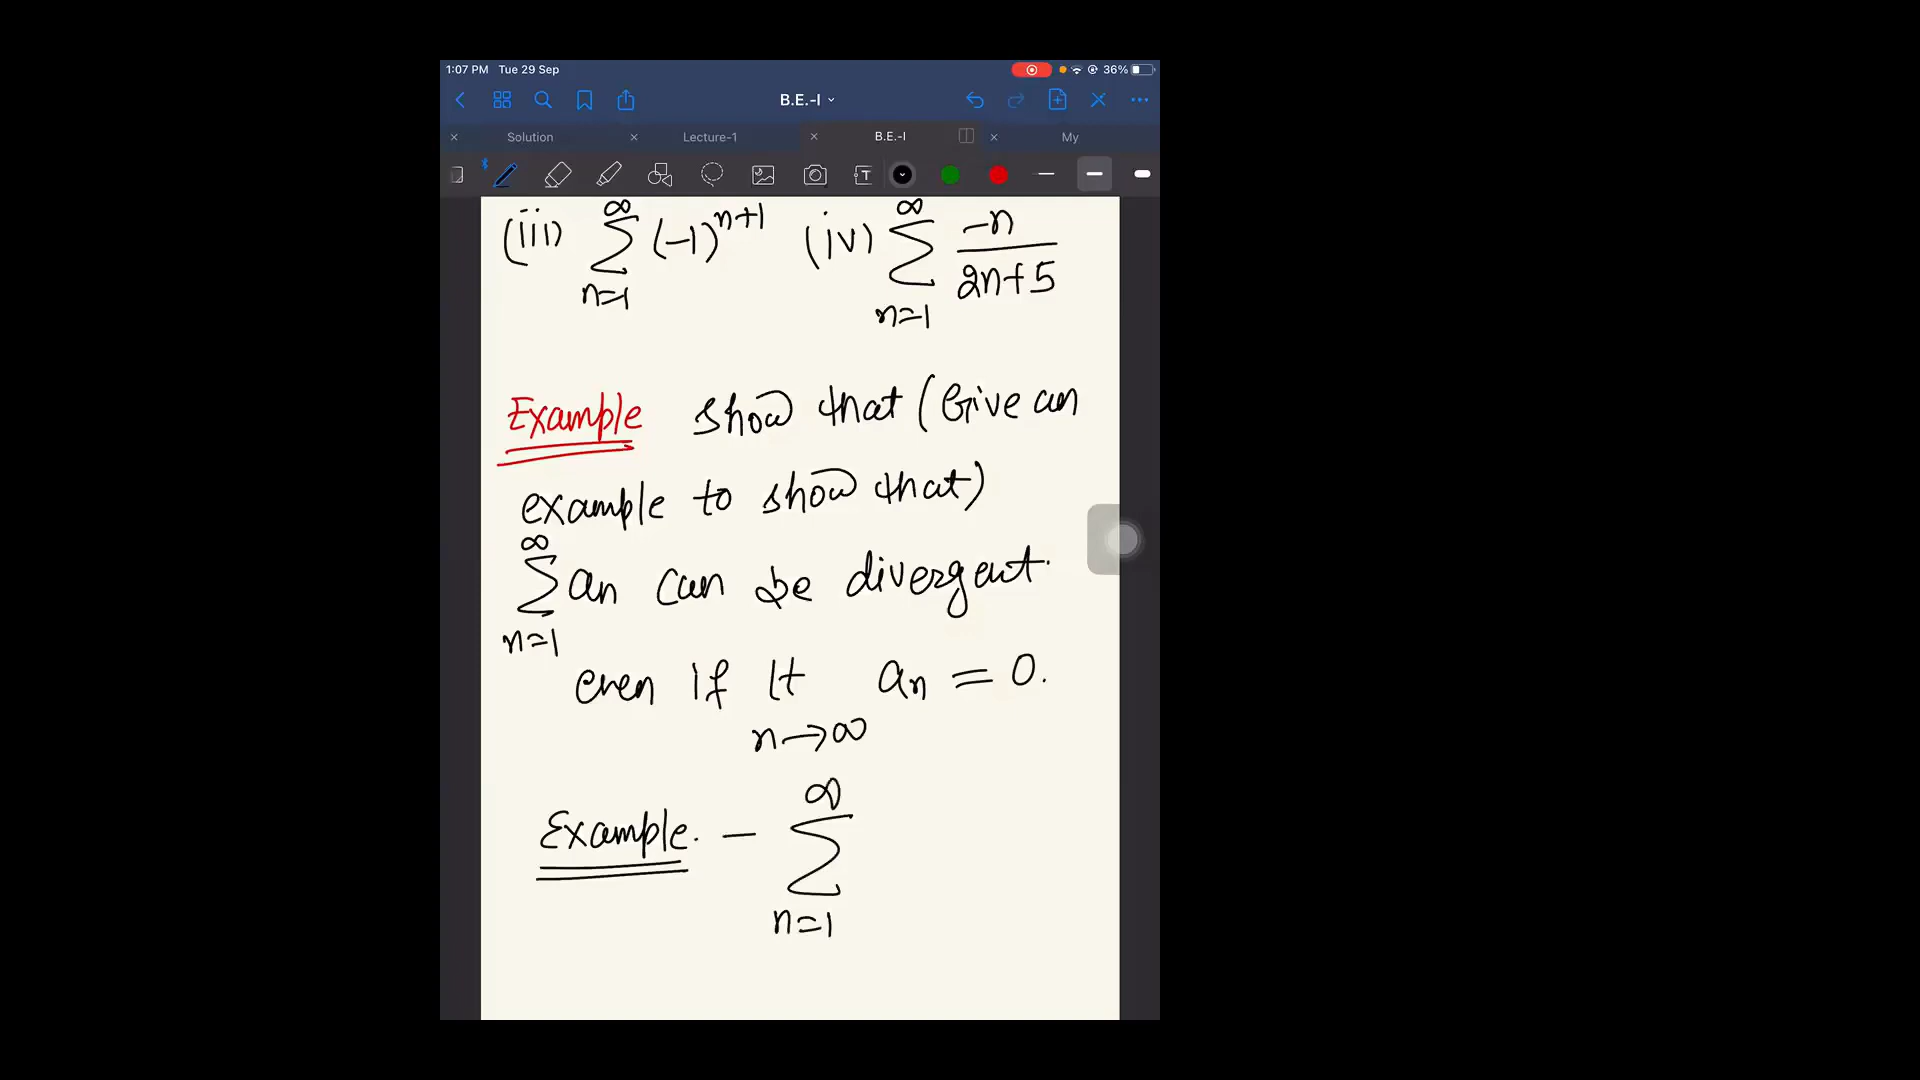 1:07 PM Tue 29 Sep 36%
B.E.-I
Solution Lecture-1 B.E.-I My
T
(iii) ∞ Σ n=1 (-1)^{n+1} (iv) ∞ Σ n=1 -n/(2n+5)
Example show that (Give an
example to show that)
∞ Σ n=1 an can be divergent.
even if lt n→∞ an = 0.
Example. - ∞ Σ n=1